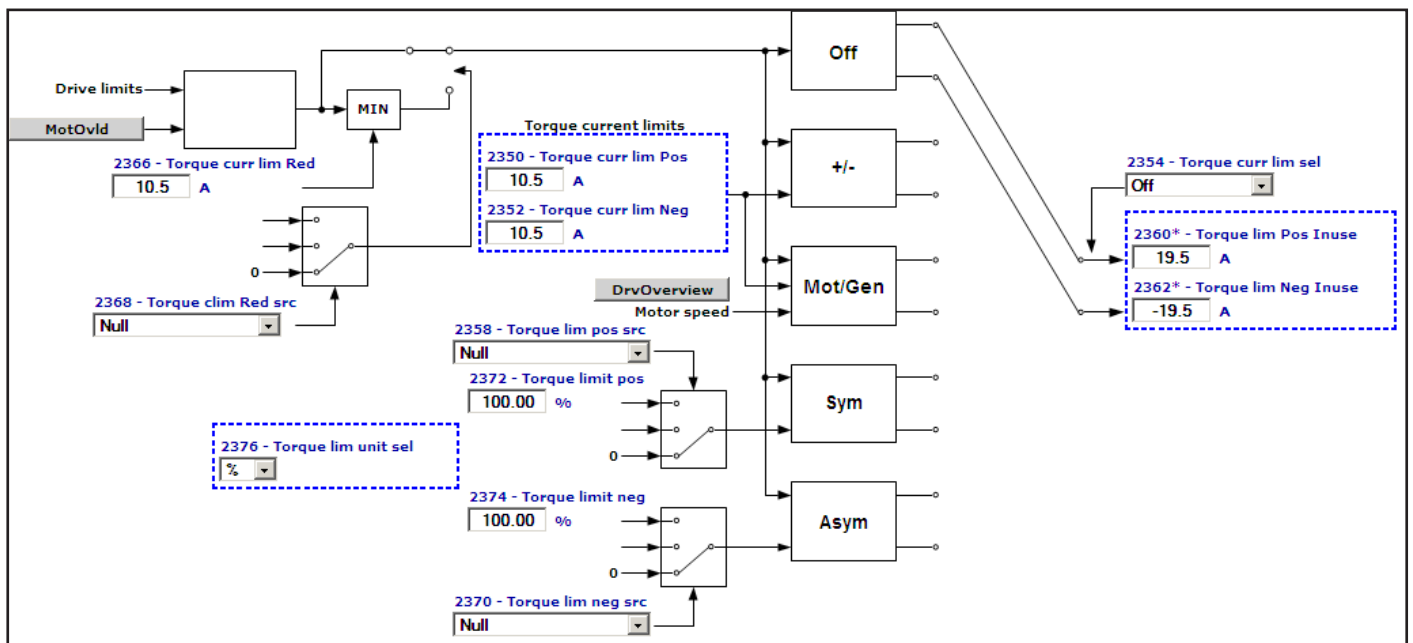 Off
Drive limits
MotOvld
MIN
Torque current limits
2366 - Torque curr lim Red
10.5 A
2350 - Torque curr lim Pos
10.5 A
2352 - Torque curr lim Neg
10.5 A
+/-
2354 - Torque curr lim sel
Off
2360* - Torque lim Pos Inuse
19.5 A
2362* - Torque lim Neg Inuse
-19.5 A
0
2368 - Torque clim Red src
Null
DrvOverview
Motor speed
Mot/Gen
2358 - Torque lim pos src
Null
2372 - Torque limit pos
100.00 %
0
Sym
2376 - Torque lim unit sel
%
2374 - Torque limit neg
100.00 %
0
Asym
2370 - Torque lim neg src
Null